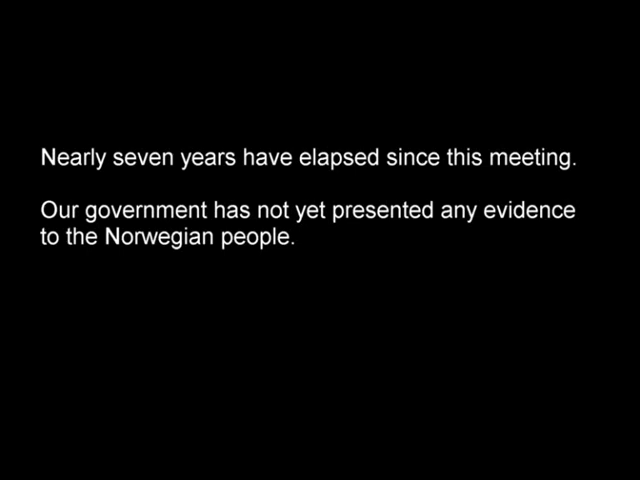 Nearly seven years have elapsed since this meeting.
Our government has not yet presented any evidence
to the Norwegian people.